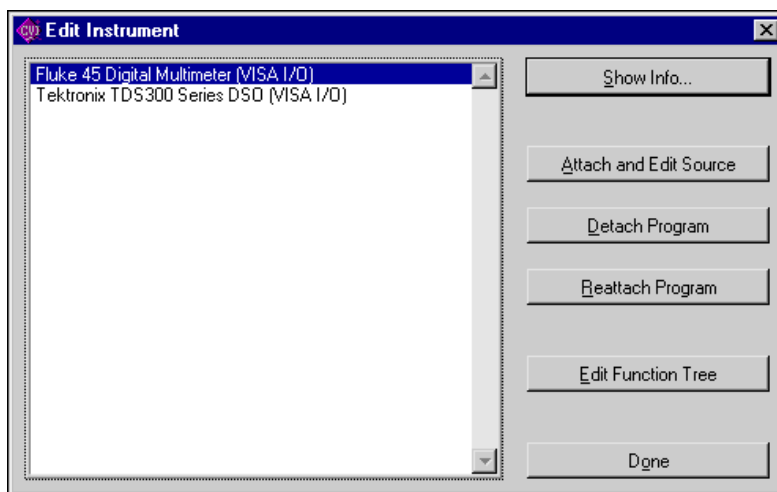 CVI Edit Instrument
Fluke 45 Digital Multimeter (VISA I/O)
Tektronix TDS300 Series DSO (VISA I/O)
Show Info...
Attach and Edit Source
Detach Program
Reattach Program
Edit Function Tree
Done